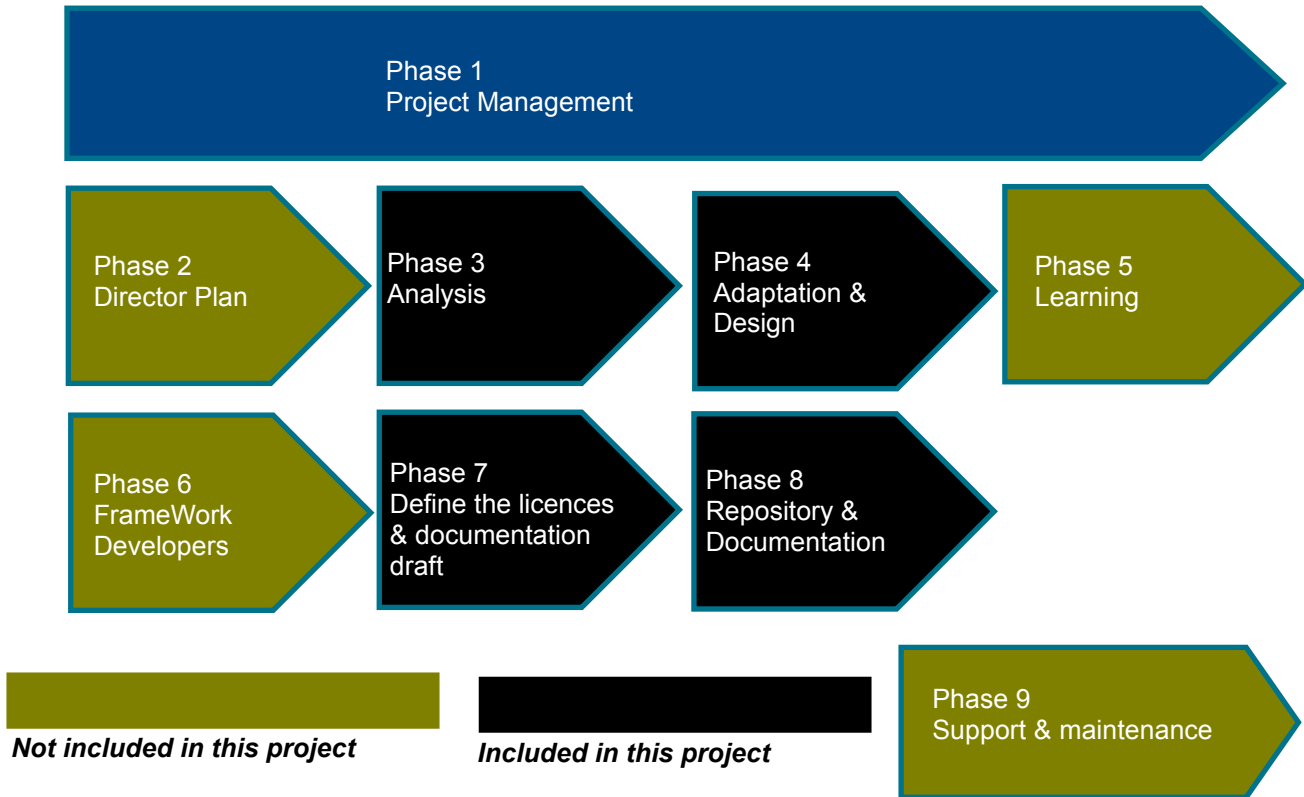 Phase 1
Project Management
Phase 2
Director Plan
Phase 3
Analysis
Phase 4
Adaptation &
Design
Phase 5
Learning
Phase 6
FrameWork
Developers
Phase 7
Define the licences
& documentation
draft
Phase 8
Repository &
Documentation
Phase 9
Support & maintenance
Not included in this project
Included in this project